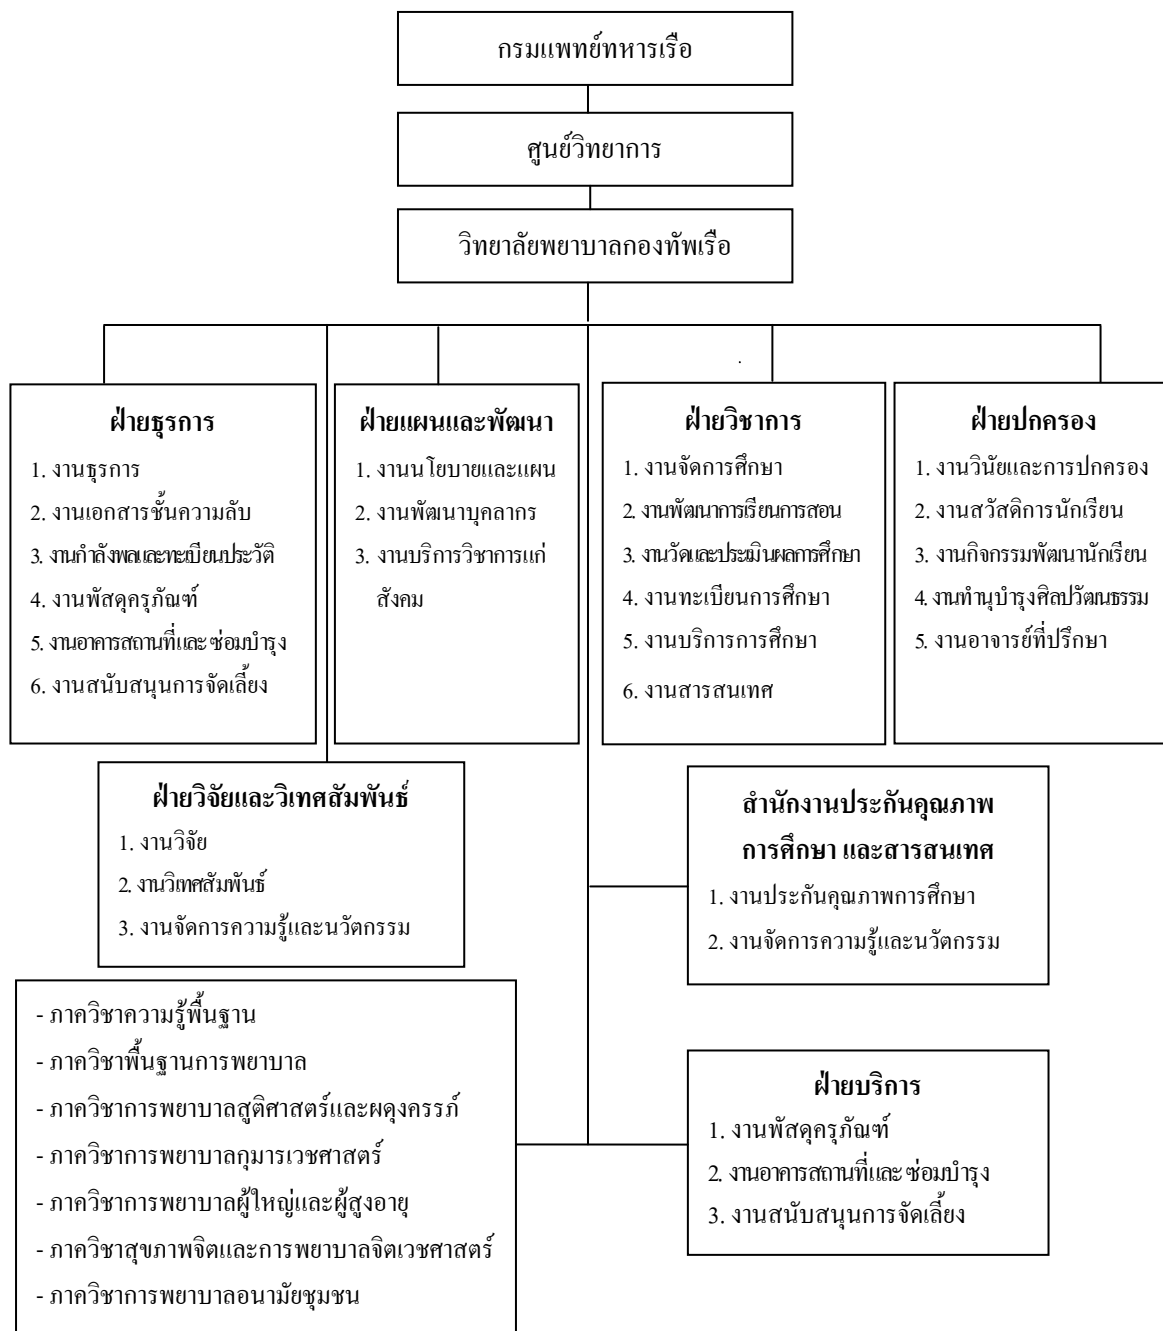 กรมแพทย์ทหารเรือ
ศูนย์วิทยาการ
วิทยาลัยพยาบาลกองทัพเรือ
ฝ่ายธุรการ
1. งานธุรการ
2. งานเอกสารชั้นความลับ
3. งานกำลังพลและทะเบียนประวัติ
4. งานพัสดุครุภัณฑ์
5. งานอาคารสถานที่และซ่อมบำรุง
6. งานสนับสนุนการจัดเลี้ยง
ฝ่ายแผนและพัฒนา
1. งานนโยบายและแผน
2. งานพัฒนาบุคลากร
3. งานบริการวิชาการแก่
สังคม
ฝ่ายวิชาการ
1. งานจัดการศึกษา
2. งานพัฒนาการเรียนการสอน
3. งานวัดและประเมินผลการศึกษา
4. งานทะเบียนการศึกษา
5. งานบริการการศึกษา
6. งานสารสนเทศ
ฝ่ายปกครอง
1. งานวินัยและการปกครอง
2. งานสวัสดิการนักเรียน
3. งานกิจกรรมพัฒนานักเรียน
4. งานทำนุบำรุงศิลปวัฒนธรรม
5. งานอาจารย์ที่ปรึกษา
ฝ่ายวิจัยและวิเทศสัมพันธ์
1. งานวิจัย
2. งานวิเทศสัมพันธ์
3. งานจัดการความรู้และนวัตกรรม
สำนักงานประกันคุณภาพ
การศึกษา และสารสนเทศ
1. งานประกันคุณภาพการศึกษา
2. งานจัดการความรู้และนวัตกรรม
- ภาควิชาความรู้พื้นฐาน
- ภาควิชาพื้นฐานการพยาบาล
- ภาควิชาการพยาบาลสูติศาสตร์และผดุงครรภ์
- ภาควิชาการพยาบาลกุมารเวชศาสตร์
- ภาควิชาการพยาบาลผู้ใหญ่และผู้สูงอายุ
- ภาควิชาสุขภาพจิตและการพยาบาลจิตเวชศาสตร์
- ภาควิชาการพยาบาลอนามัยชุมชน
ฝ่ายบริการ
1. งานพัสดุครุภัณฑ์
2. งานอาคารสถานที่และซ่อมบำรุง
3. งานสนับสนุนการจัดเลี้ยง